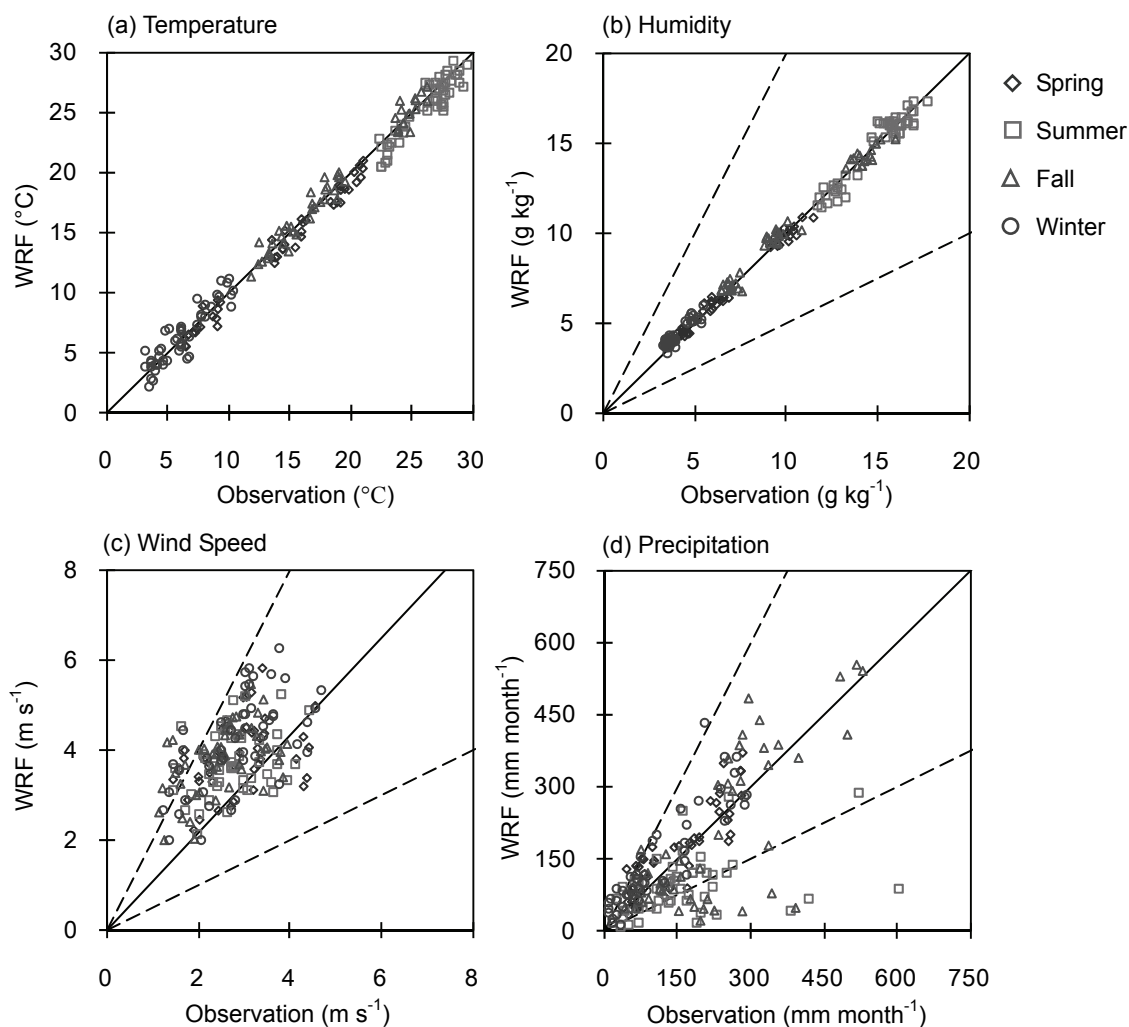 (a) Temperature
30
25
20
15
10
5
0
WRF (°C)
0 5 10 15 20 25 30
Observation (°C)
(b) Humidity
20
15
10
5
0
WRF (g kg⁻¹)
0 5 10 15 20
Observation (g kg⁻¹)
Spring
Summer
Fall
Winter
(c) Wind Speed
8
6
4
2
0
WRF (m s⁻¹)
0 2 4 6 8
Observation (m s⁻¹)
(d) Precipitation
750
600
450
300
150
0
WRF (mm month⁻¹)
0 150 300 450 600 750
Observation (mm month⁻¹)